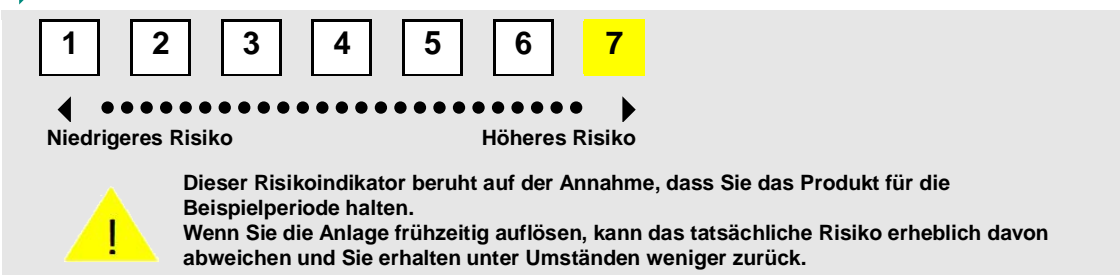 1 2 3 4 5 6 7
Niedrigeres Risiko Höheres Risiko
Dieser Risikoindikator beruht auf der Annahme, dass Sie das Produkt für die
Beispielperiode halten.
! Wenn Sie die Anlage frühzeitig auflösen, kann das tatsächliche Risiko erheblich davon
abweichen und Sie erhalten unter Umständen weniger zurück.